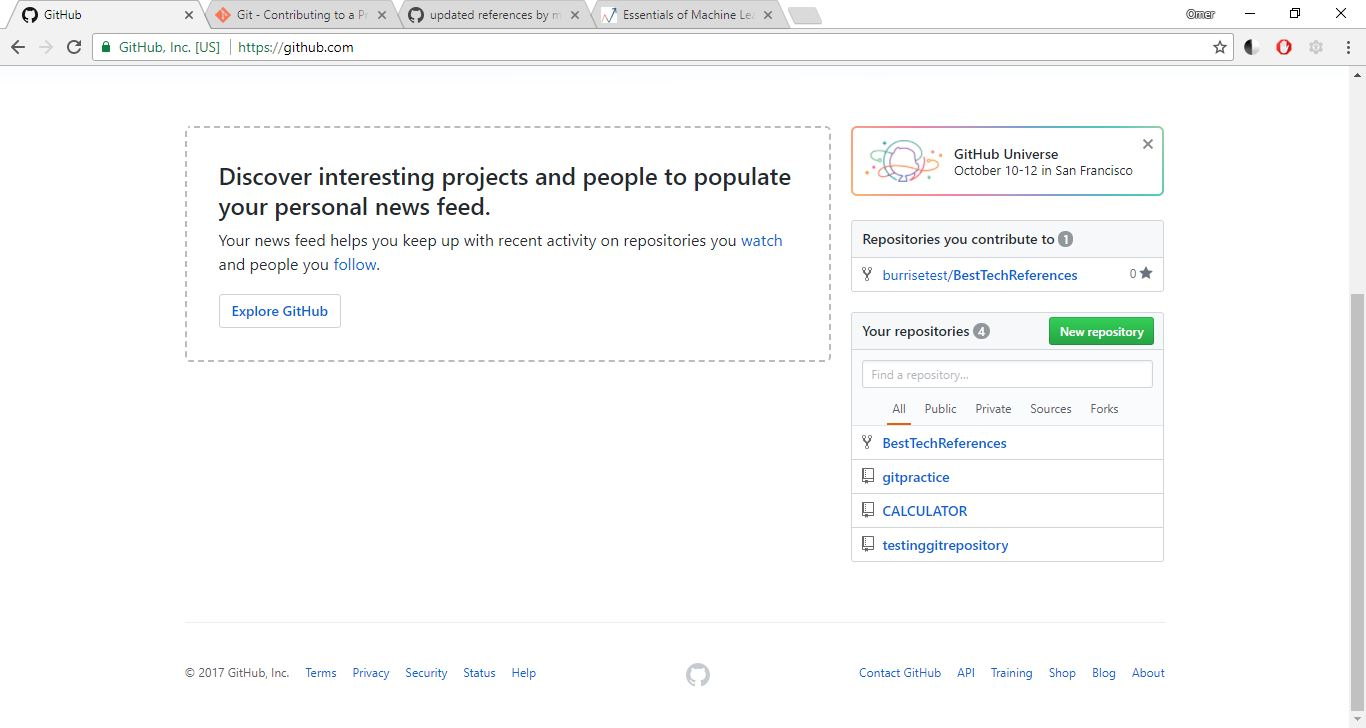 GitHub
Git - Contributing to a Pr
updated references by m
Essentials of Machine Lea
Omer
GitHub, Inc. [US]
https://github.com
Discover interesting projects and people to populate
your personal news feed.
Your news feed helps you keep up with recent activity on repositories you watch
and people you follow.
Explore GitHub
GitHub Universe
October 10-12 in San Francisco
Repositories you contribute to 1
burrisetest/BestTechReferences 0
Your repositories 4
New repository
Find a repository...
All Public Private Sources Forks
BestTechReferences
gitpractice
CALCULATOR
testinggitrepository
© 2017 GitHub, Inc. Terms Privacy Security Status Help
Contact GitHub API Training Shop Blog About